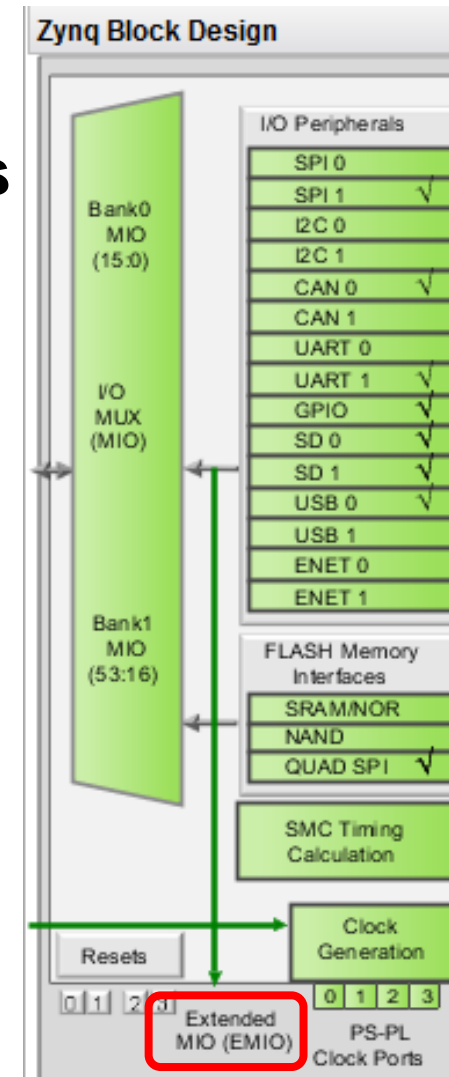 Zynq Block Design
s
Bank0
MIO
(15:0)
I/O
MUX
(MIO)
Bank1
MIO
(53:16)
I/O Peripherals
SPI 0
SPI 1 √
I2C 0
I2C 1
CAN 0 √
CAN 1
UART 0
UART 1 √
GPIO √
SD 0 √
SD 1 √
USB 0 √
USB 1
ENET 0
ENET 1
FLASH Memory
Interfaces
SRAM/NOR
NAND
QUAD SPI √
SMC Timing
Calculation
Clock
Generation
Resets
0 1 2 3
Extended
MIO (EMIO)
0 1 2 3
PS-PL
Clock Ports